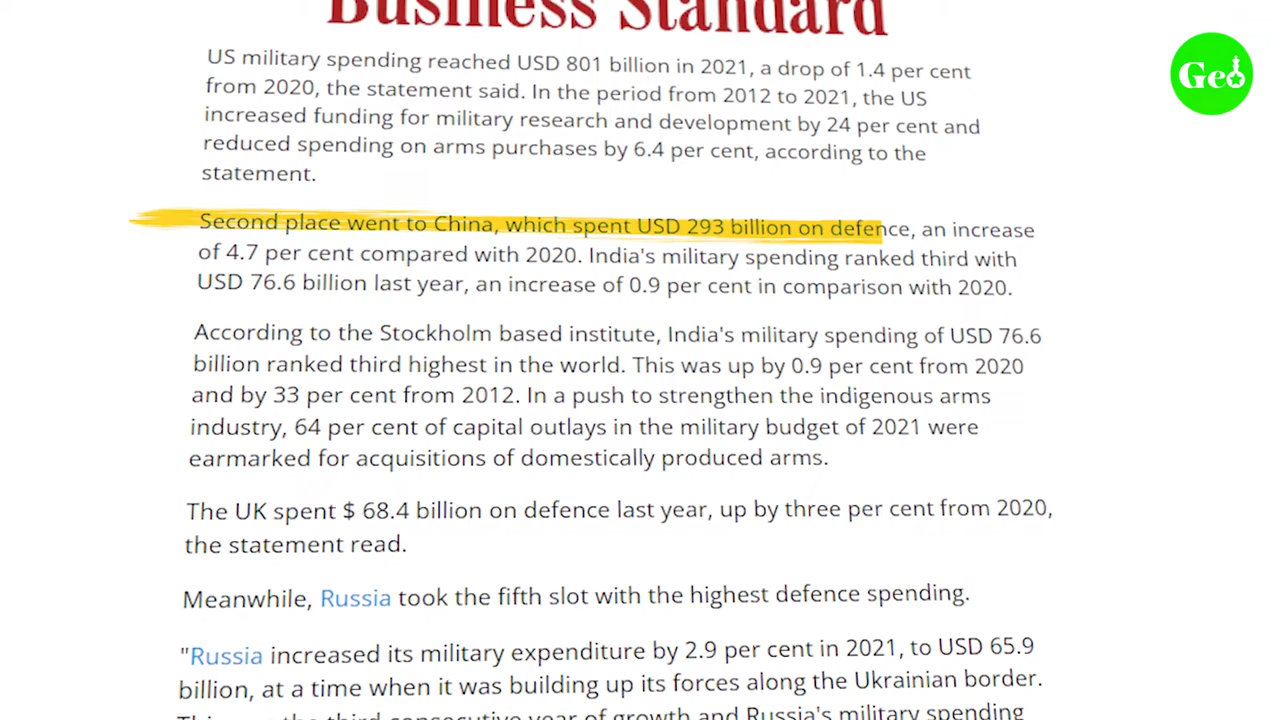 Business Standard
Geo
US military spending reached USD 801 billion in 2021, a drop of 1.4 per cent
from 2020, the statement said. In the period from 2012 to 2021, the US
increased funding for military research and development by 24 per cent and
reduced spending on arms purchases by 6.4 per cent, according to the
statement.
Second place went to China, which spent USD 293 billion on defence, an increase
of 4.7 per cent compared with 2020. India's military spending ranked third with
USD 76.6 billion last year, an increase of 0.9 per cent in comparison with 2020.
According to the Stockholm based institute, India's military spending of USD 76.6
billion ranked third highest in the world. This was up by 0.9 per cent from 2020
and by 33 per cent from 2012. In a push to strengthen the indigenous arms
industry, 64 per cent of capital outlays in the military budget of 2021 were
earmarked for acquisitions of domestically produced arms.
The UK spent $ 68.4 billion on defence last year, up by three per cent from 2020,
the statement read.
Meanwhile, Russia took the fifth slot with the highest defence spending.
"Russia increased its military expenditure by 2.9 per cent in 2021, to USD 65.9
billion, at a time when it was building up its forces along the Ukrainian border.
This was the third consecutive year of growth and Russia's military spending